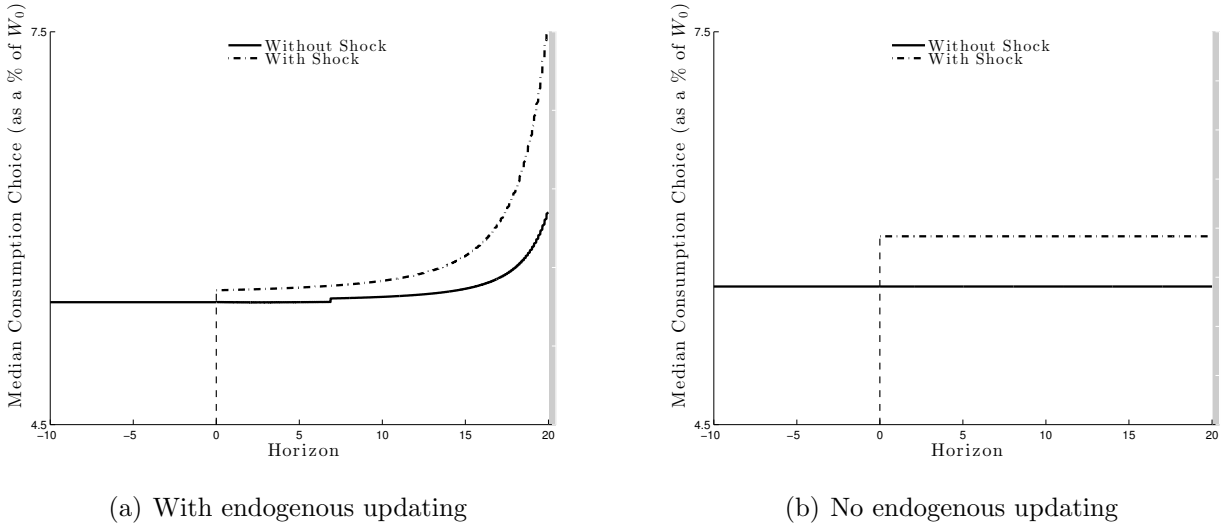 Median Consumption Choice (as a % of W0)
7.5
Without Shock
With Shock
4.5
−10 −5 0 5 10 15 20
Horizon
(a) With endogenous updating
Median Consumption Choice (as a % of W0)
7.5
Without Shock
With Shock
4.5
−10 −5 0 5 10 15 20
Horizon
(b) No endogenous updating